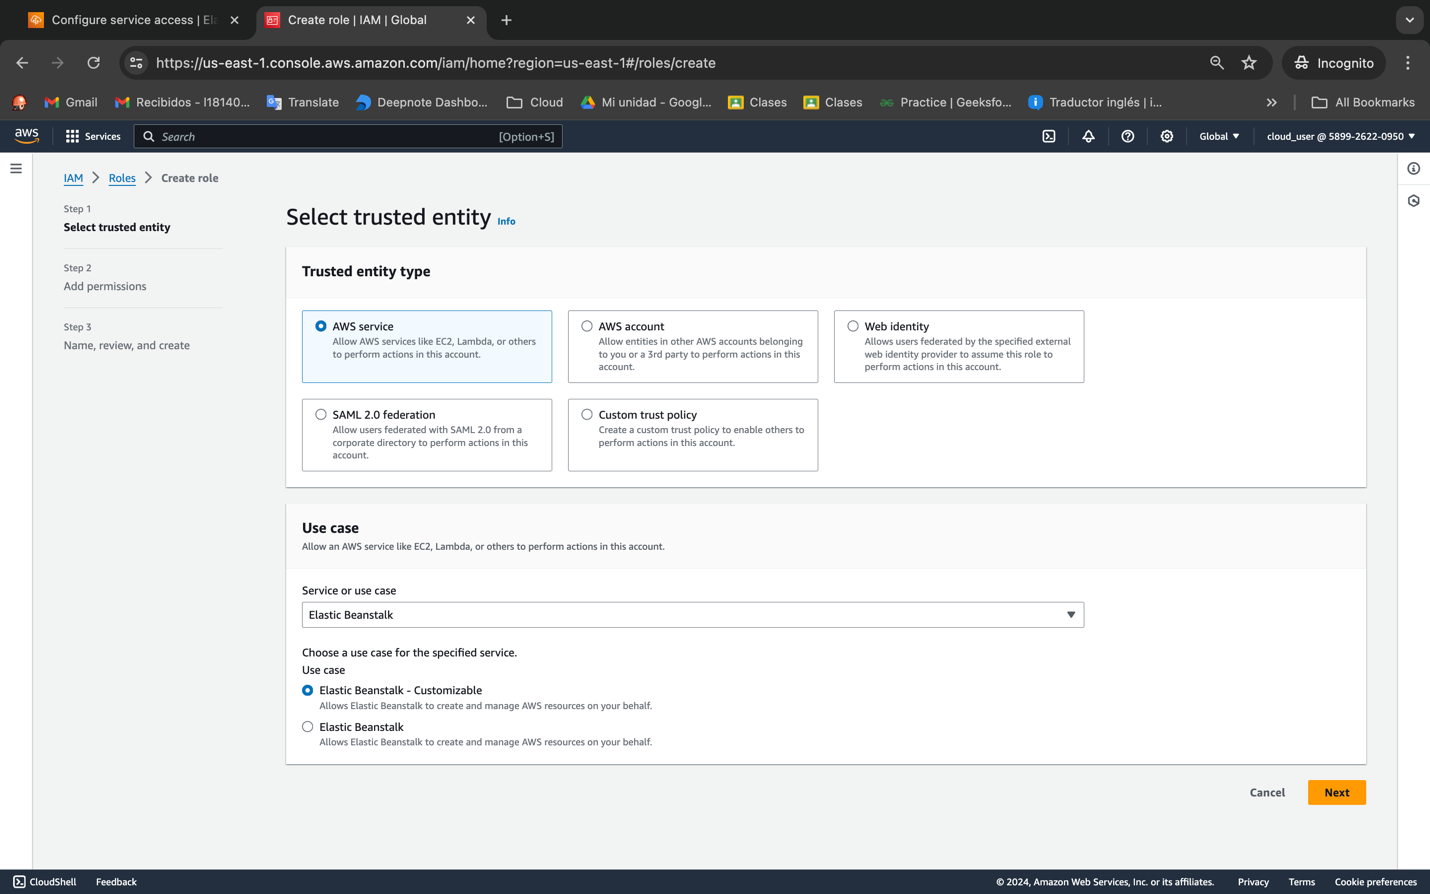 Configure service access | Ela
Create role | IAM | Global
https://us-east-1.console.aws.amazon.com/iam/home?region=us-east-1#/roles/create
Incognito
Gmail
Recibidos - l18140...
Translate
Deepnote Dashbo...
Cloud
Mi unidad - Googl...
Clases
Clases
Practice | Geeksfo...
Traductor inglés | i...
All Bookmarks
aws
Services
Search
[Option+S]
Global
cloud_user @ 5899-2622-0950
IAM
Roles
Create role
Step 1
Select trusted entity
Step 2
Add permissions
Step 3
Name, review, and create
Select trusted entity Info
Trusted entity type
AWS service
Allow AWS services like EC2, Lambda, or others
to perform actions in this account.
AWS account
Allow entities in other AWS accounts belonging
to you or a 3rd party to perform actions in this
account.
Web identity
Allows users federated by the specified external
web identity provider to assume this role to
perform actions in this account.
SAML 2.0 federation
Allow users federated with SAML 2.0 from a
corporate directory to perform actions in this
account.
Custom trust policy
Create a custom trust policy to enable others to
perform actions in this account.
Use case
Allow an AWS service like EC2, Lambda, or others to perform actions in this account.
Service or use case
Elastic Beanstalk
Choose a use case for the specified service.
Use case
Elastic Beanstalk - Customizable
Allows Elastic Beanstalk to create and manage AWS resources on your behalf.
Elastic Beanstalk
Allows Elastic Beanstalk to create and manage AWS resources on your behalf.
Cancel
Next
CloudShell
Feedback
© 2024, Amazon Web Services, Inc. or its affiliates.
Privacy
Terms
Cookie preferences